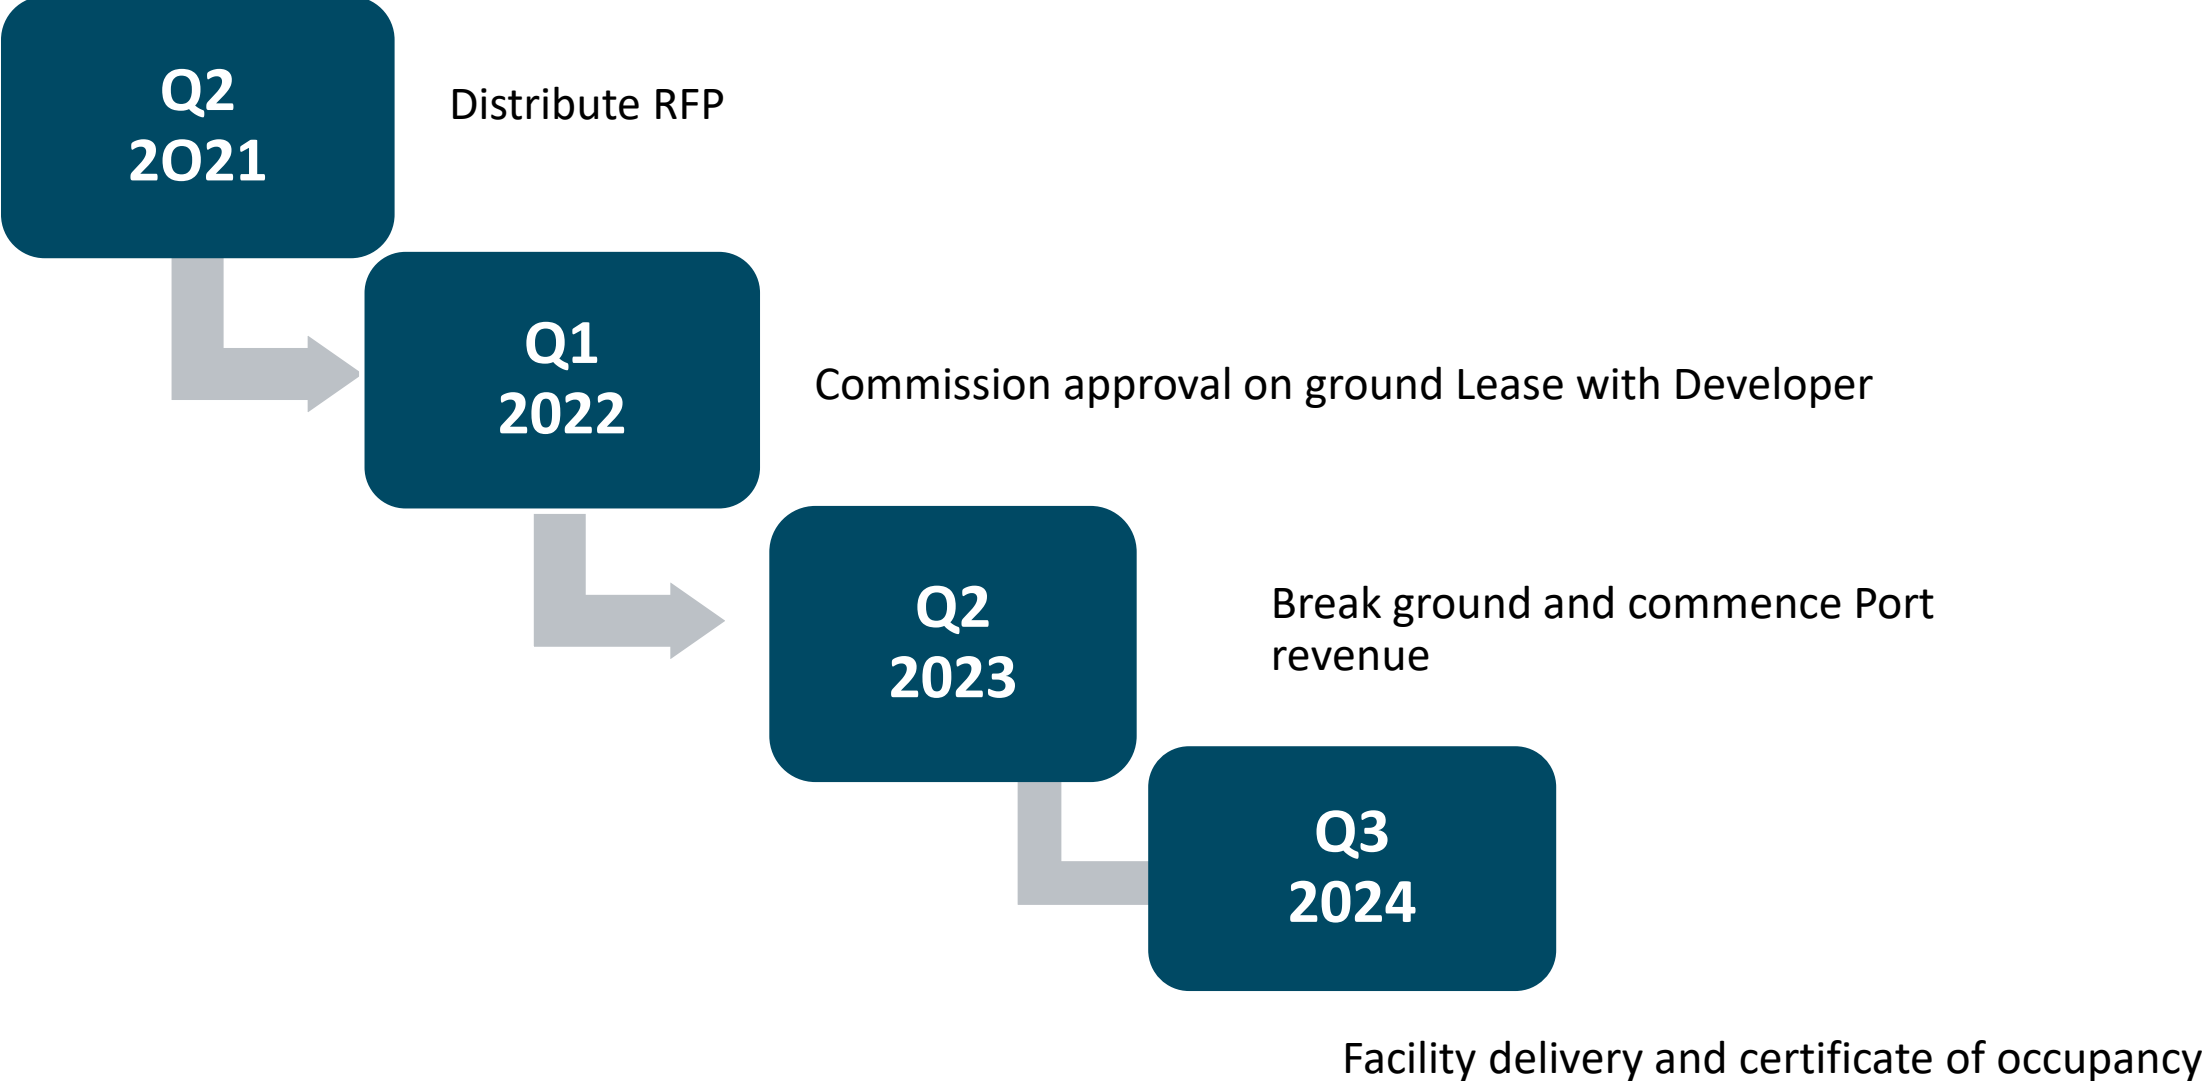 Q2
2O21
Distribute RFP
Q1
2022
Commission approval on ground Lease with Developer
Q2
2023
Break ground and commence Port
revenue
Q3
2024
Facility delivery and certificate of occupancy